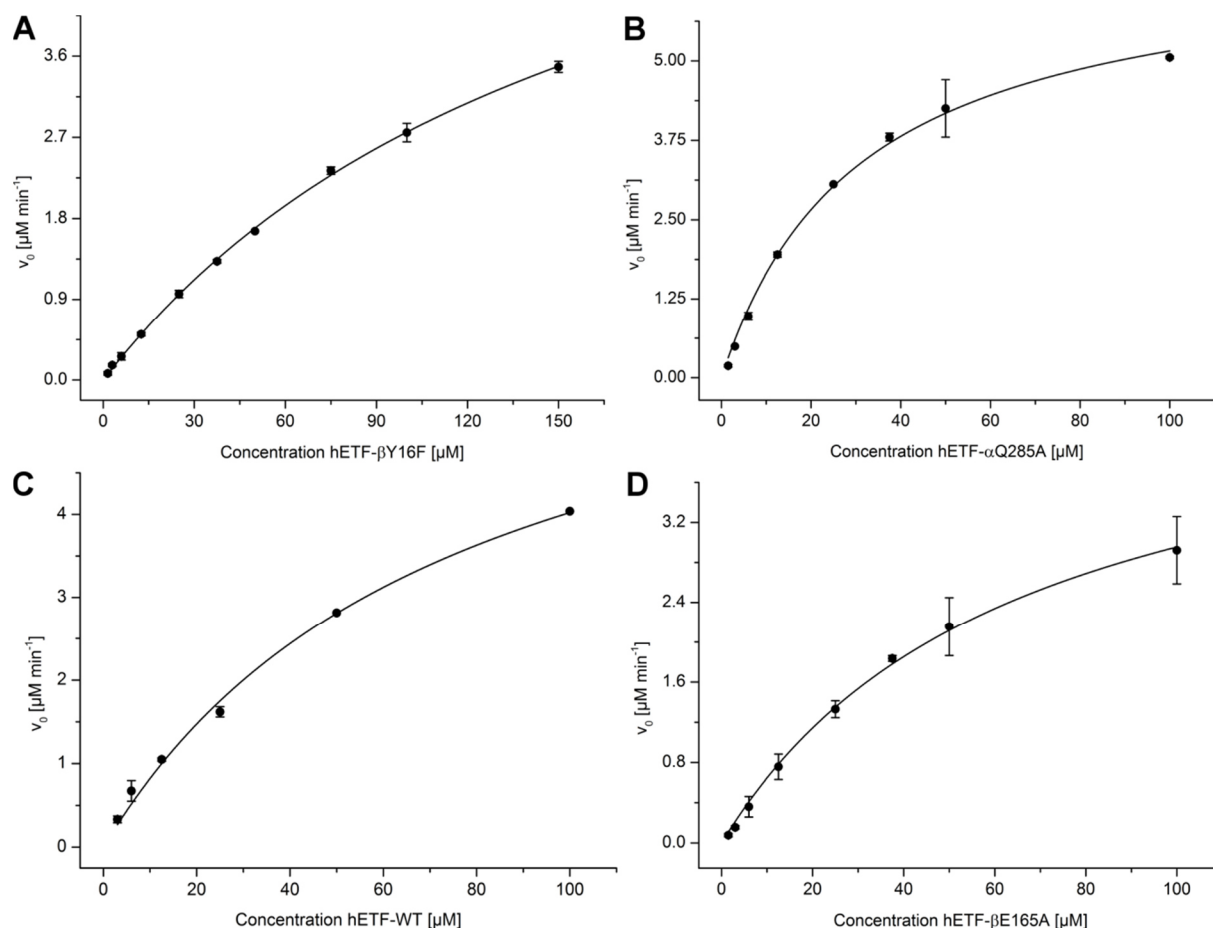 A
v₀ [µM min⁻¹]
3.6
2.7
1.8
0.9
0.0
0 30 60 90 120 150
Concentration hETF-βY16F [µM]
B
v₀ [µM min⁻¹]
5.00
3.75
2.50
1.25
0.00
0 20 40 60 80 100
Concentration hETF-αQ285A [µM]
C
v₀ [µM min⁻¹]
4
3
2
1
0
0 20 40 60 80 100
Concentration hETF-WT [µM]
D
v₀ [µM min⁻¹]
3.2
2.4
1.6
0.8
0.0
0 20 40 60 80 100
Concentration hETF-βE165A [µM]